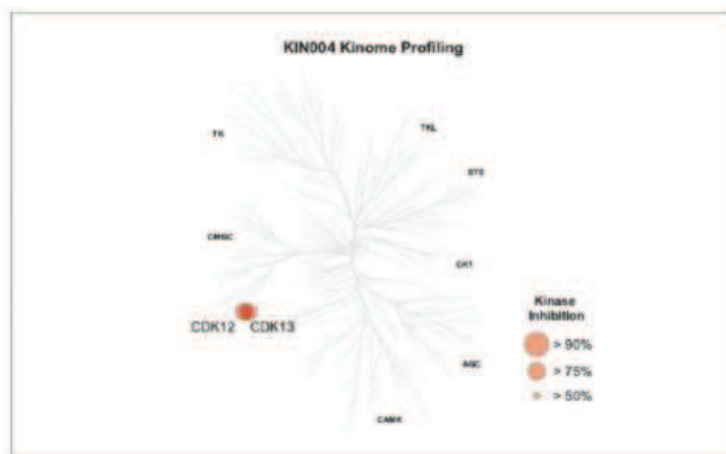 KIN004 Kinome Profiling
TK
TKL
STE
CMGC
CK1
CDK12 CDK13
Kinase
Inhibition
> 90%
> 75%
> 50%
AGC
CAMK